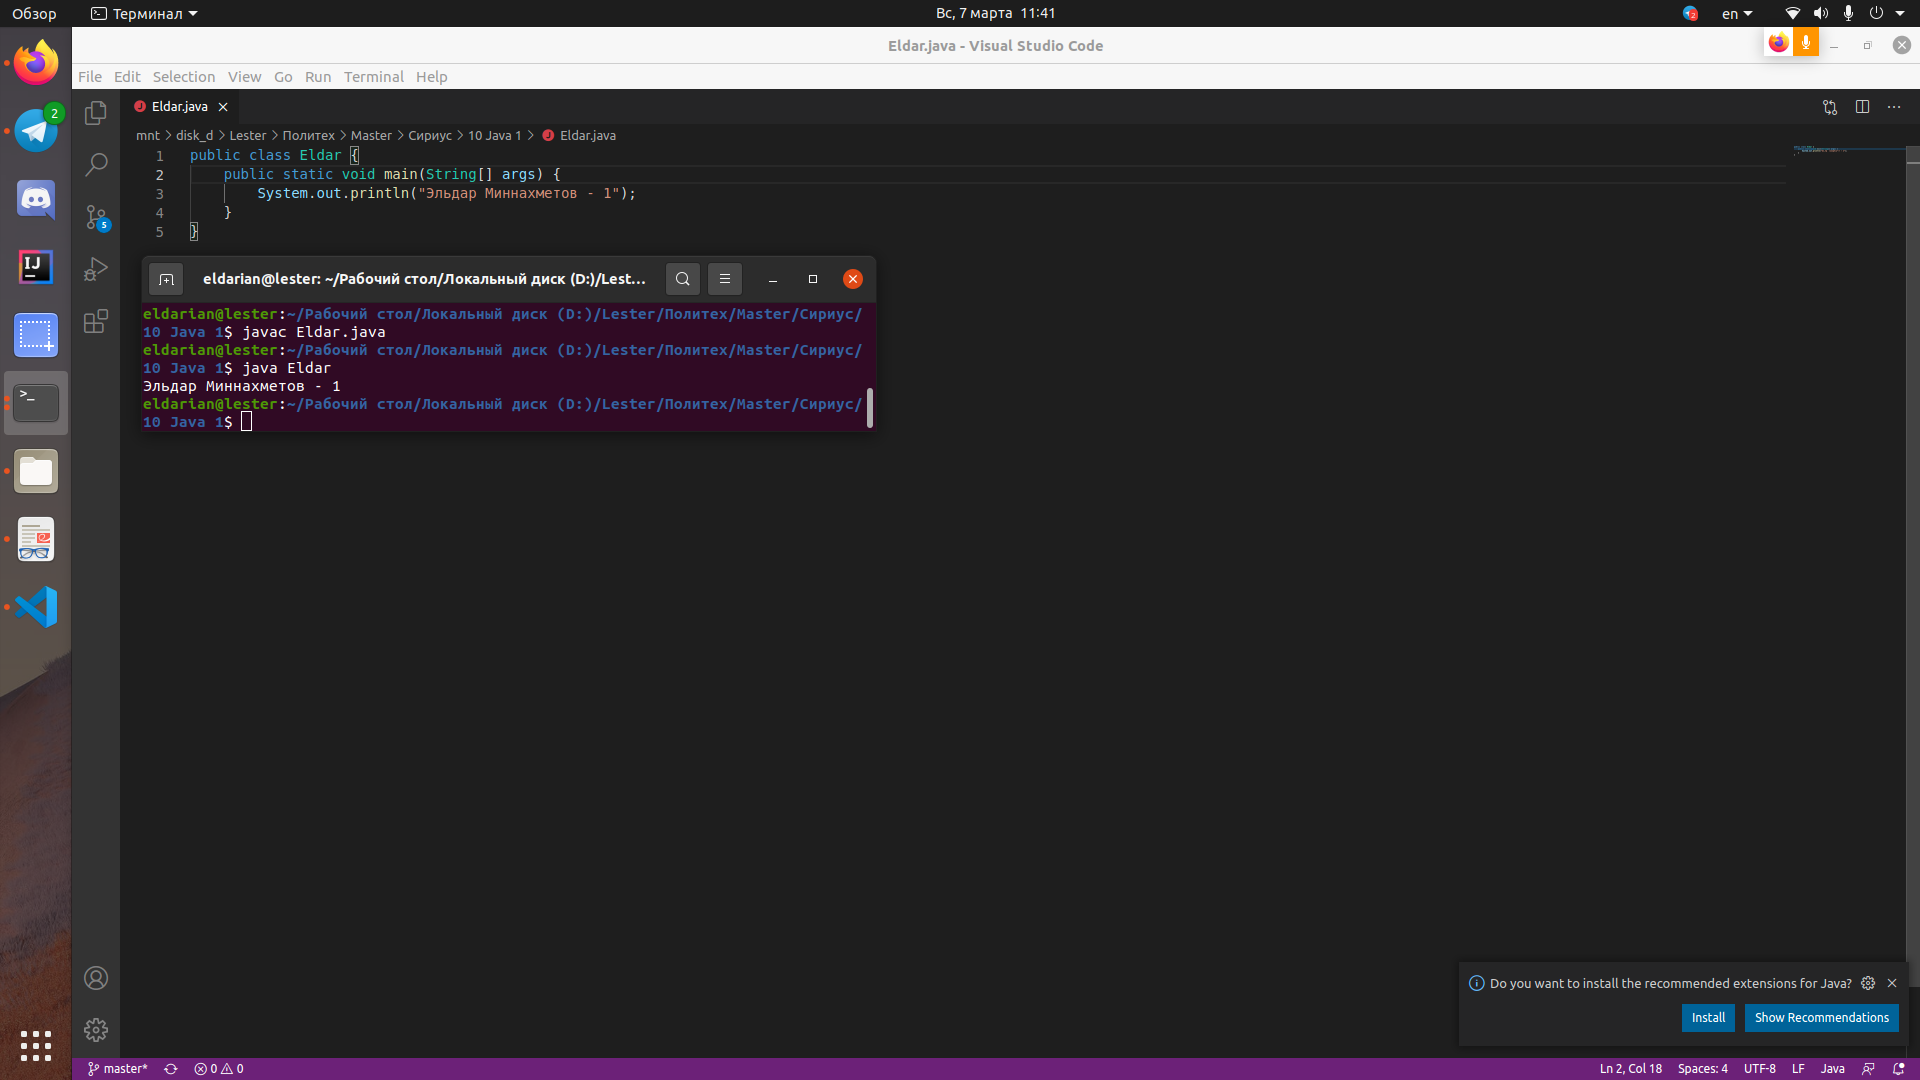 Обзор
Терминал
Вс, 7 марта 11:41
en
Eldar.java - Visual Studio Code
File Edit Selection View Go Run Terminal Help
2
Eldar.java
mnt > disk_d > Lester > Политех > Master > Сириус > 10 Java 1 > Eldar.java
1 public class Eldar {
2 public static void main(String[] args) {
3 System.out.println("Эльдар Миннахметов - 1");
4 }
5 }
5
eldarian@lester: ~/Рабочий стол/Локальный диск (D:)/Lest...
eldarian@lester:~/Рабочий стол/Локальный диск (D:)/Lester/Политех/Master/Сириус/
10 Java 1$ javac Eldar.java
eldarian@lester:~/Рабочий стол/Локальный диск (D:)/Lester/Политех/Master/Сириус/
10 Java 1$ java Eldar
Эльдар Миннахметов - 1
eldarian@lester:~/Рабочий стол/Локальный диск (D:)/Lester/Политех/Master/Сириус/
10 Java 1$
IJ
>_
Do you want to install the recommended extensions for Java?
Install
Show Recommendations
master* 0 0
Ln 2, Col 18 Spaces: 4 UTF-8 LF Java